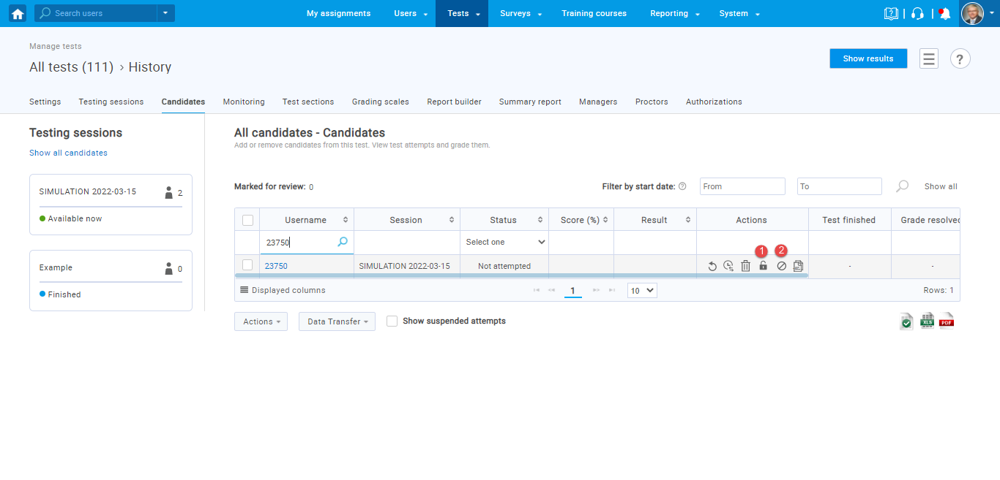 Search users
My assignments
Users
Tests
Surveys
Training courses
Reporting
System
Manage tests
All tests (111) › History
Show results
?
Settings
Testing sessions
Candidates
Monitoring
Test sections
Grading scales
Report builder
Summary report
Managers
Proctors
Authorizations
Testing sessions
Show all candidates
SIMULATION 2022-03-15
2
Available now
Example
0
Finished
All candidates - Candidates
Add or remove candidates from this test. View test attempts and grade them.
Marked for review: 0
Filter by start date: ?
From
To
Show all
Username
Session
Status
Score (%)
Result
Actions
Test finished
Grade resolved
23750
Select one
1
2
23750
SIMULATION 2022-03-15
Not attempted
-
-
Displayed columns
1
10
Rows: 1
Actions
Data Transfer
Show suspended attempts
XLS
PDF